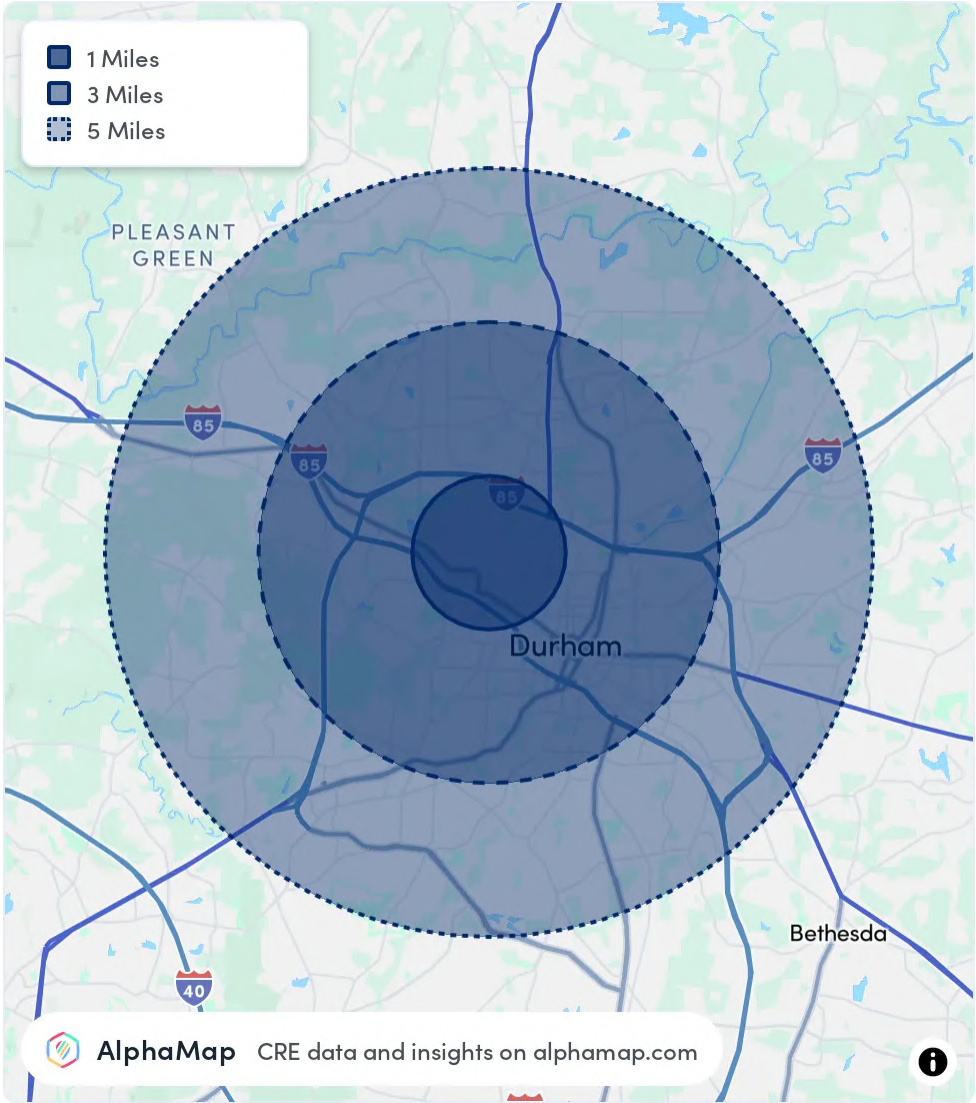 1 Miles
3 Miles
5 Miles
PLEASANT
GREEN
85
85
85
85
Durham
Bethesda
40
AlphaMap CRE data and insights on alphamap.com
i